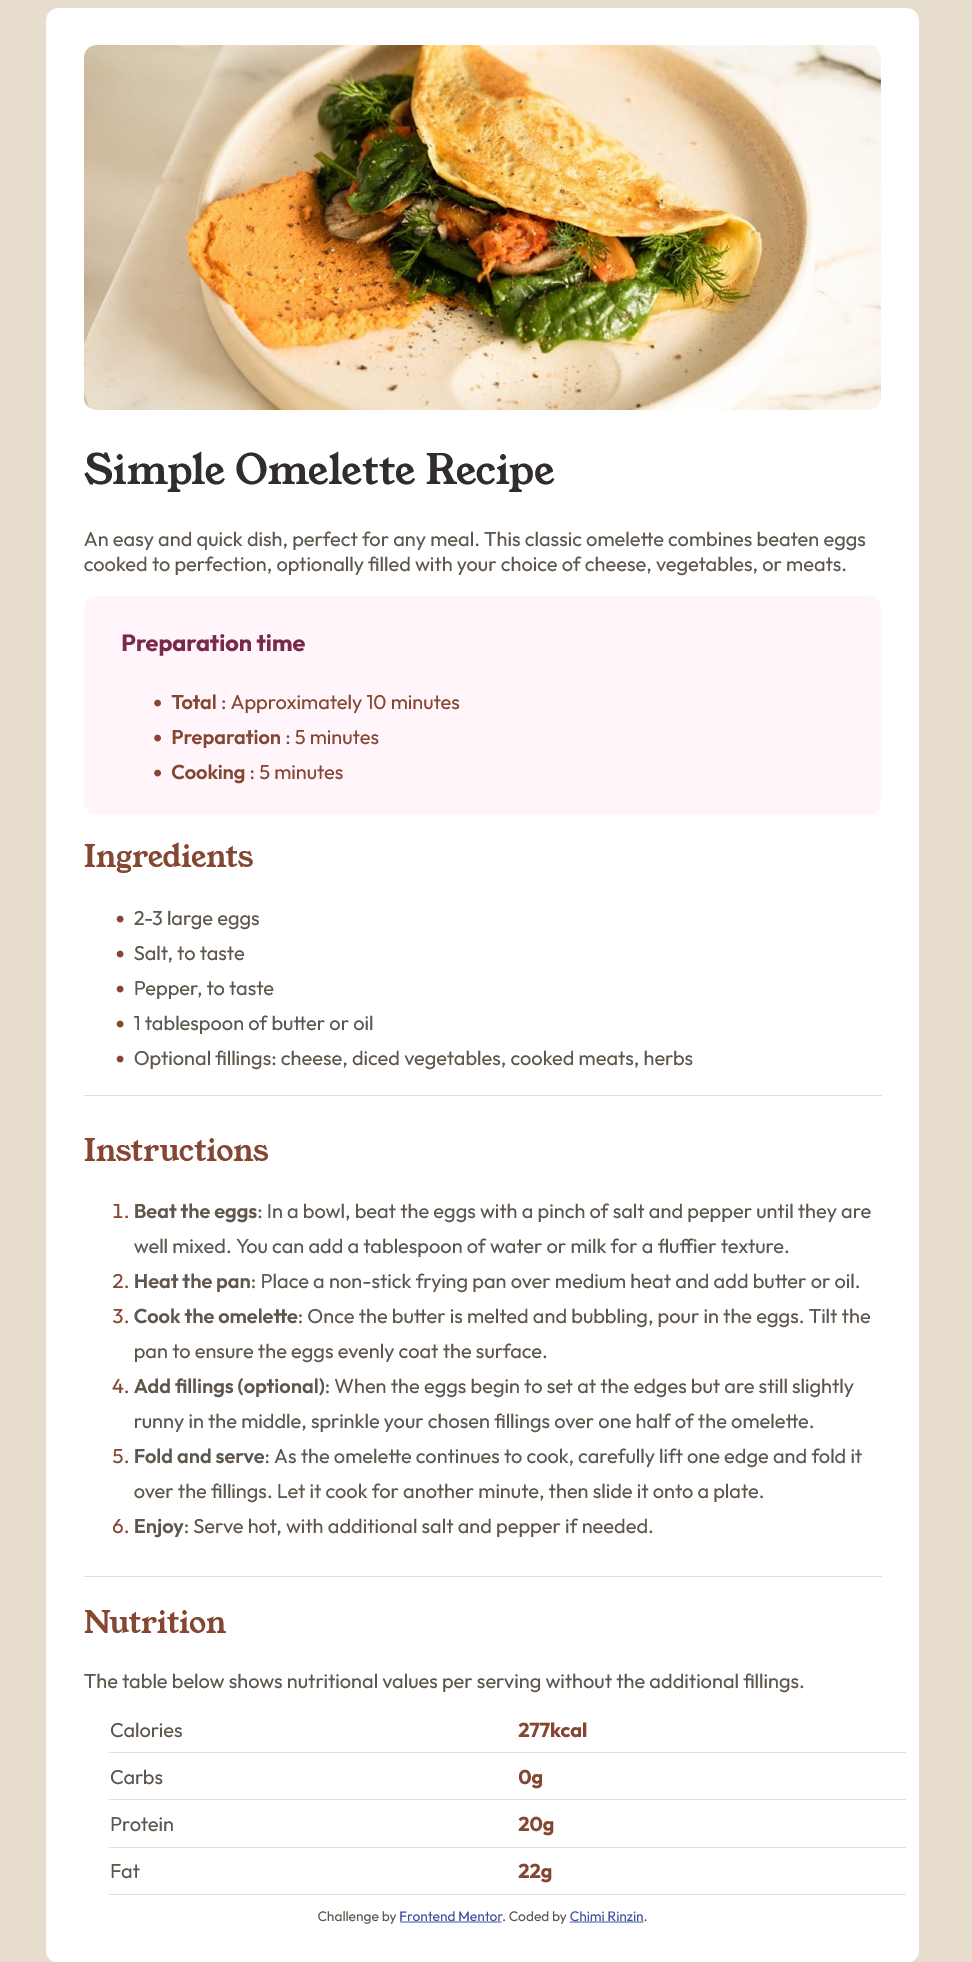 Simple Omelette Recipe
An easy and quick dish, perfect for any meal. This classic omelette combines beaten eggs
cooked to perfection, optionally filled with your choice of cheese, vegetables, or meats.
Preparation time
• Total : Approximately 10 minutes
• Preparation : 5 minutes
• Cooking : 5 minutes
Ingredients
• 2-3 large eggs
• Salt, to taste
• Pepper, to taste
• 1 tablespoon of butter or oil
• Optional fillings: cheese, diced vegetables, cooked meats, herbs
Instructions
1. Beat the eggs: In a bowl, beat the eggs with a pinch of salt and pepper until they are
well mixed. You can add a tablespoon of water or milk for a fluffier texture.
2. Heat the pan: Place a non-stick frying pan over medium heat and add butter or oil.
3. Cook the omelette: Once the butter is melted and bubbling, pour in the eggs. Tilt the
pan to ensure the eggs evenly coat the surface.
4. Add fillings (optional): When the eggs begin to set at the edges but are still slightly
runny in the middle, sprinkle your chosen fillings over one half of the omelette.
5. Fold and serve: As the omelette continues to cook, carefully lift one edge and fold it
over the fillings. Let it cook for another minute, then slide it onto a plate.
6. Enjoy: Serve hot, with additional salt and pepper if needed.
Nutrition
The table below shows nutritional values per serving without the additional fillings.
Calories 277kcal
Carbs 0g
Protein 20g
Fat 22g
Challenge by Frontend Mentor. Coded by Chimi Rinzin.